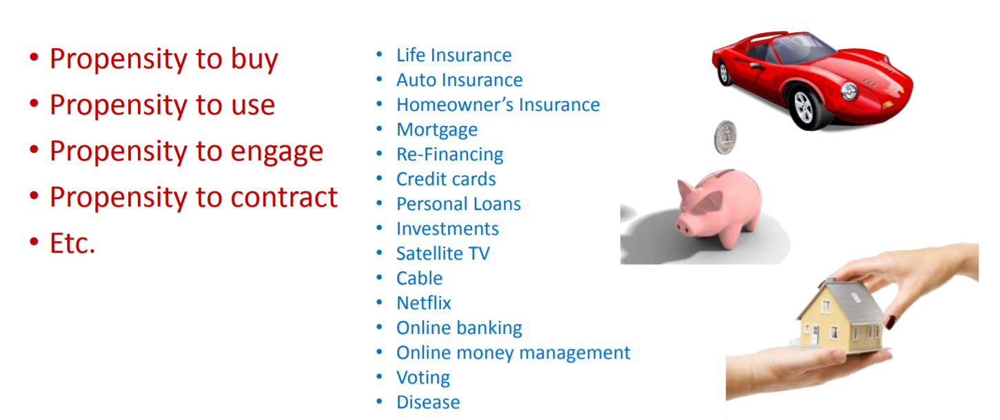 • Propensity to buy
• Propensity to use
• Propensity to engage
• Propensity to contract
• Etc.
• Life Insurance
• Auto Insurance
• Homeowner’s Insurance
• Mortgage
• Re-Financing
• Credit cards
• Personal Loans
• Investments
• Satellite TV
• Cable
• Netflix
• Online banking
• Online money management
• Voting
• Disease